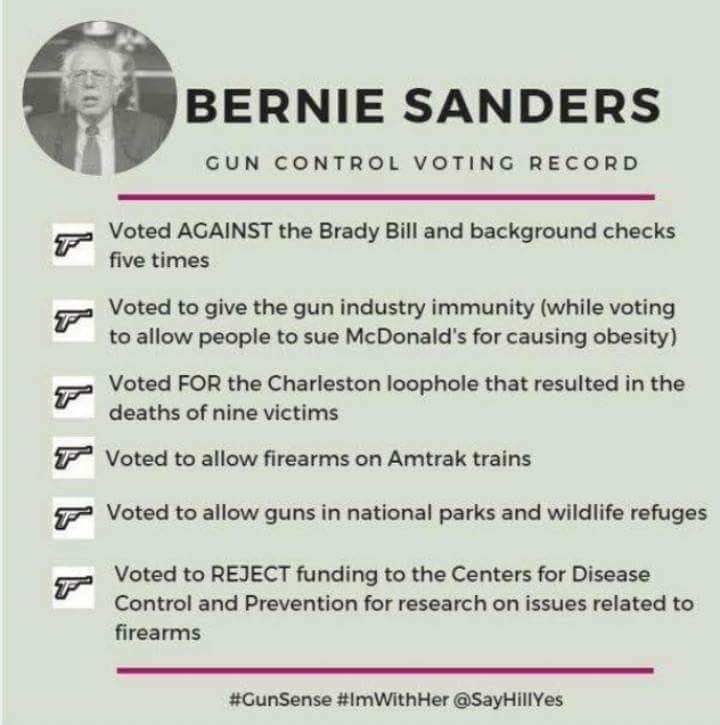 BERNIE SANDERS
GUN CONTROL VOTING RECORD
Voted AGAINST the Brady Bill and background checks
five times
Voted to give the gun industry immunity (while voting
to allow people to sue McDonald's for causing obesity)
Voted FOR the Charleston loophole that resulted in the
deaths of nine victims
Voted to allow firearms on Amtrak trains
Voted to allow guns in national parks and wildlife refuges
Voted to REJECT funding to the Centers for Disease
Control and Prevention for research on issues related to
firearms
#GunSense #ImWithHer @SayHillYes